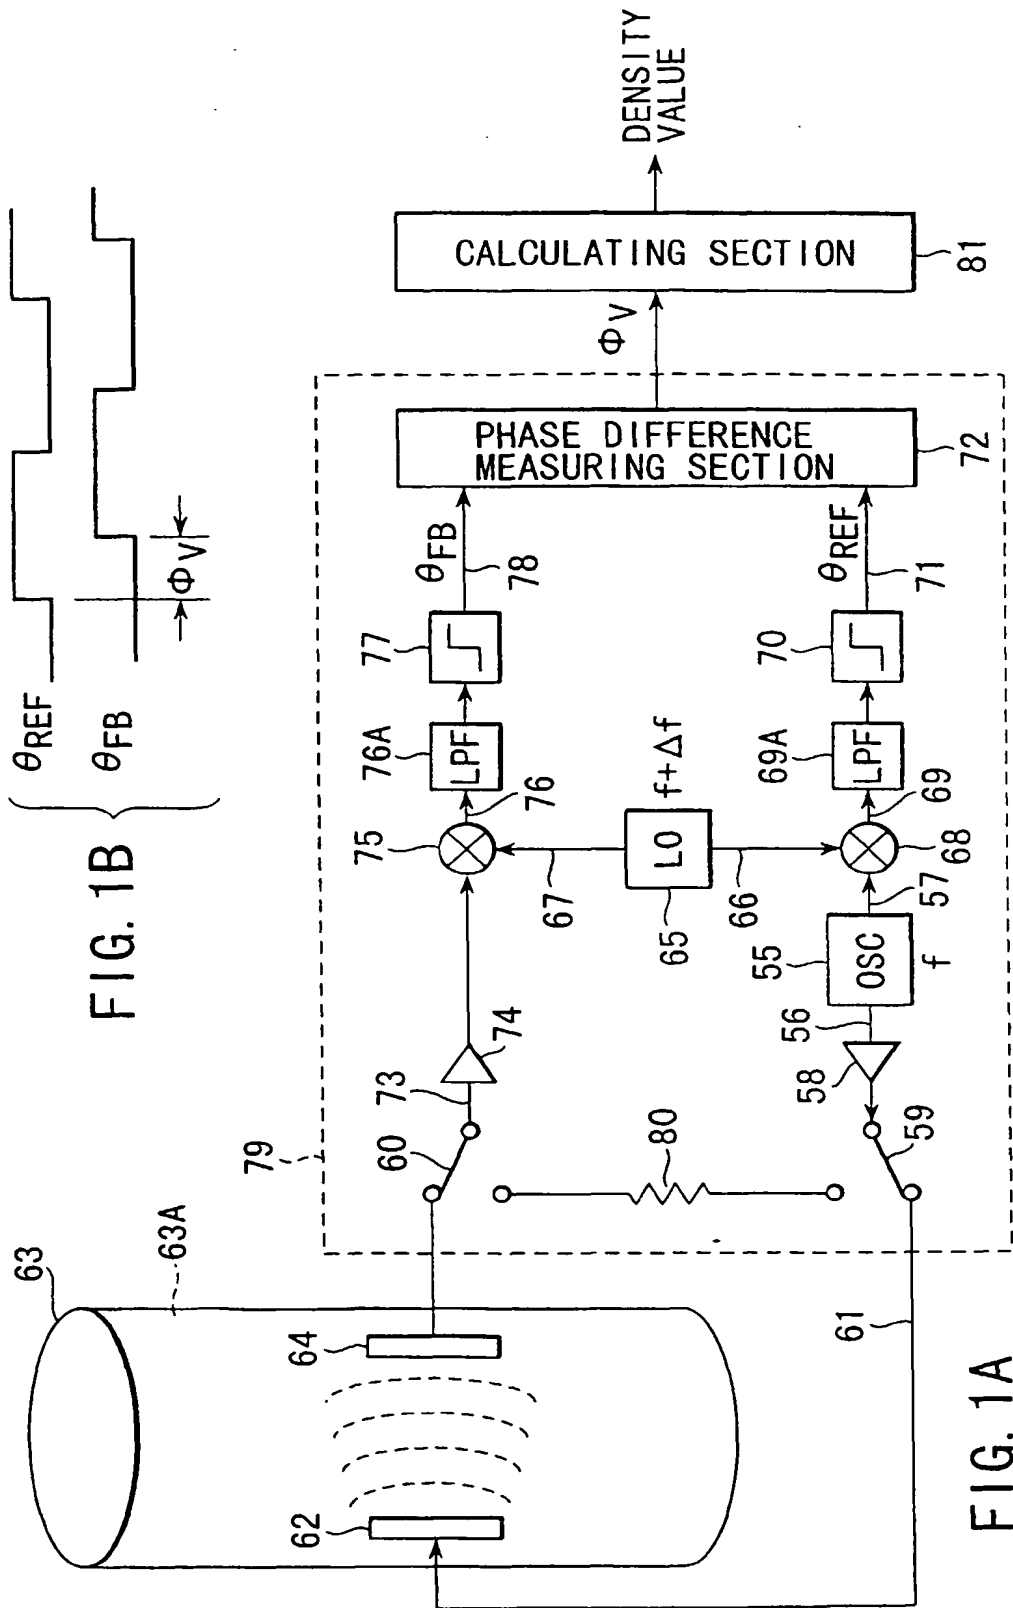 FIG. 1B
θREF
θFB
ΦV
63
63A
62
64
61
79
60
73
74
75
76
76A
LPF
77
θFB
78
67
LO
f+Δf
65
66
80
59
58
56
55
OSC
f
57
68
69
69A
LPF
70
θREF
71
PHASE DIFFERENCE
MEASURING SECTION
72
ΦV
CALCULATING SECTION
81
DENSITY
VALUE
FIG. 1A